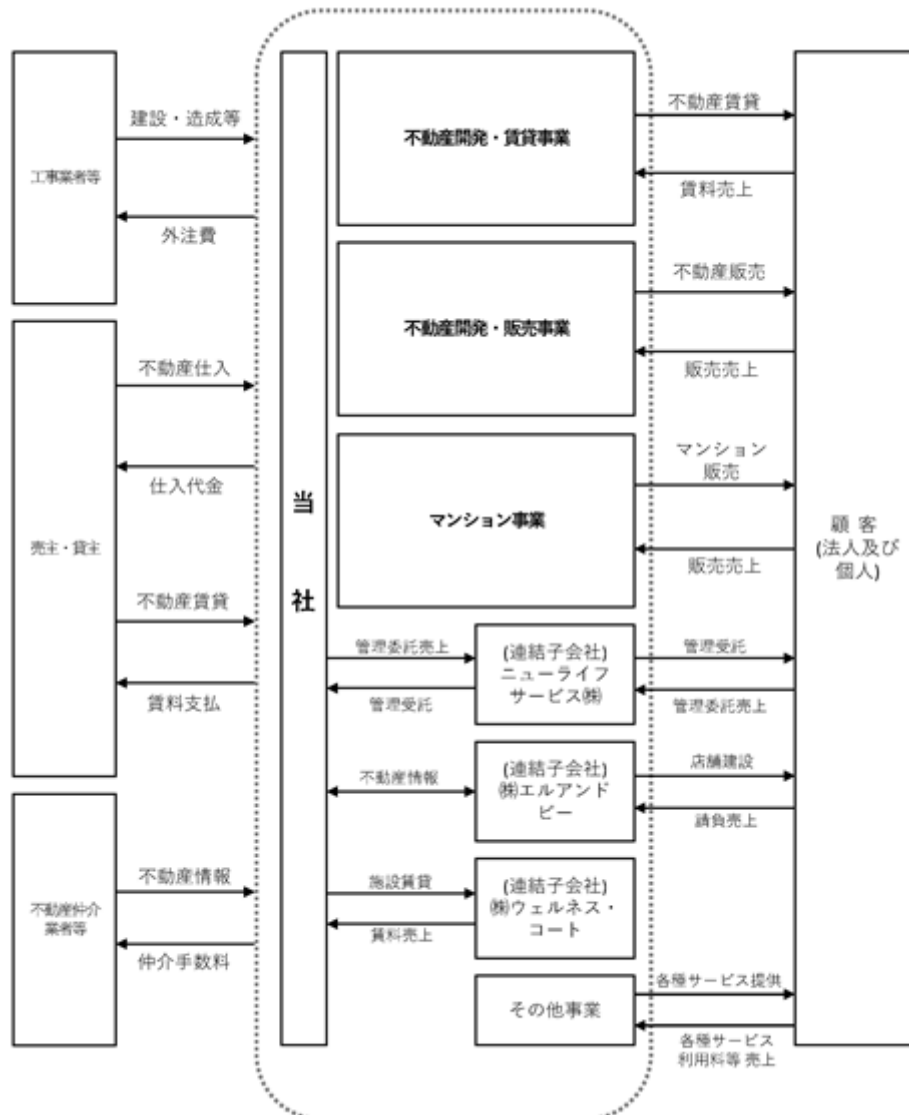 工事業者等
建設・造成等
外注費
売主・貸主
不動産仕入
仕入代金
不動産賃貸
賃料支払
不動産仲介
業者等
不動産情報
仲介手数料
当
社
不動産開発・賃貸事業
不動産賃貸
賃料売上
不動産開発・販売事業
不動産販売
販売売上
マンション事業
マンション
販売
販売売上
管理委託売上
管理受託
(連結子会社)
ニューライフ
サービス㈱
管理受託
管理委託売上
不動産情報
(連結子会社)
㈱エルアンド
ビー
店舗建設
請負売上
施設賃貸
賃料売上
(連結子会社)
㈱ウェルネス・
コート
その他事業
各種サービス提供
各種サービス
利用料等 売上
顧 客
(法人及び
個人)